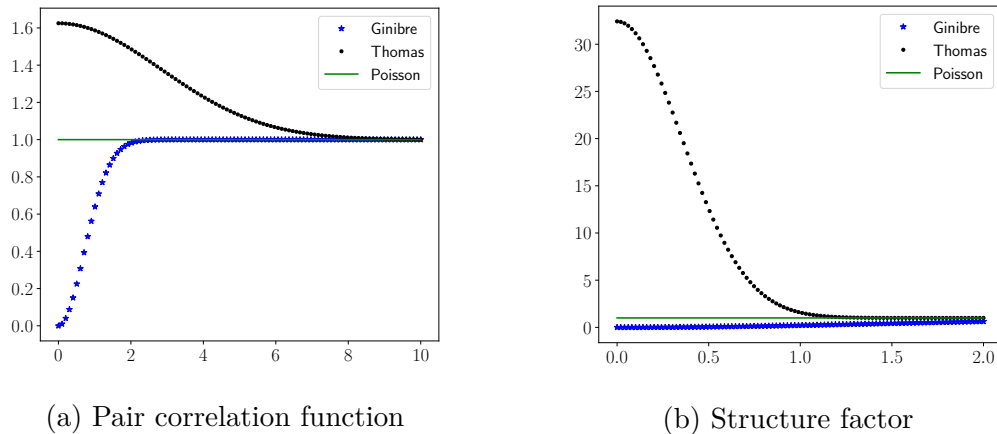 1.6
1.4
1.2
1.0
0.8
0.6
0.4
0.2
0.0
0 2 4 6 8 10
Ginibre
Thomas
Poisson
(a) Pair correlation function
30
25
20
15
10
5
0
0.0 0.5 1.0 1.5 2.0
Ginibre
Thomas
Poisson
(b) Structure factor